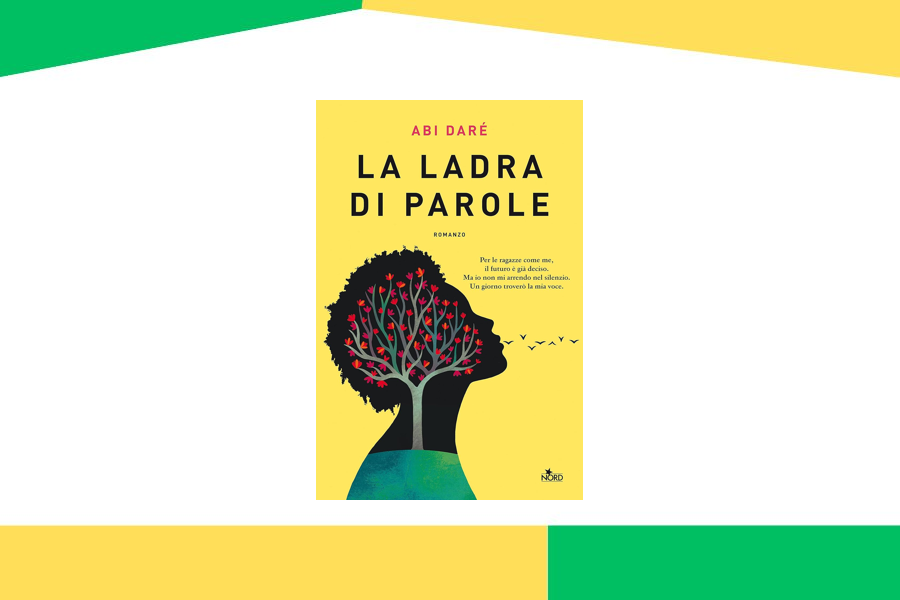 ABI DARÉ
LA LADRA
DI PAROLE
ROMANZO
Per le ragazze come me,
il futuro è già deciso.
Ma io non mi arrendo nel silenzio.
Un giorno troverò la mia voce.
NORD